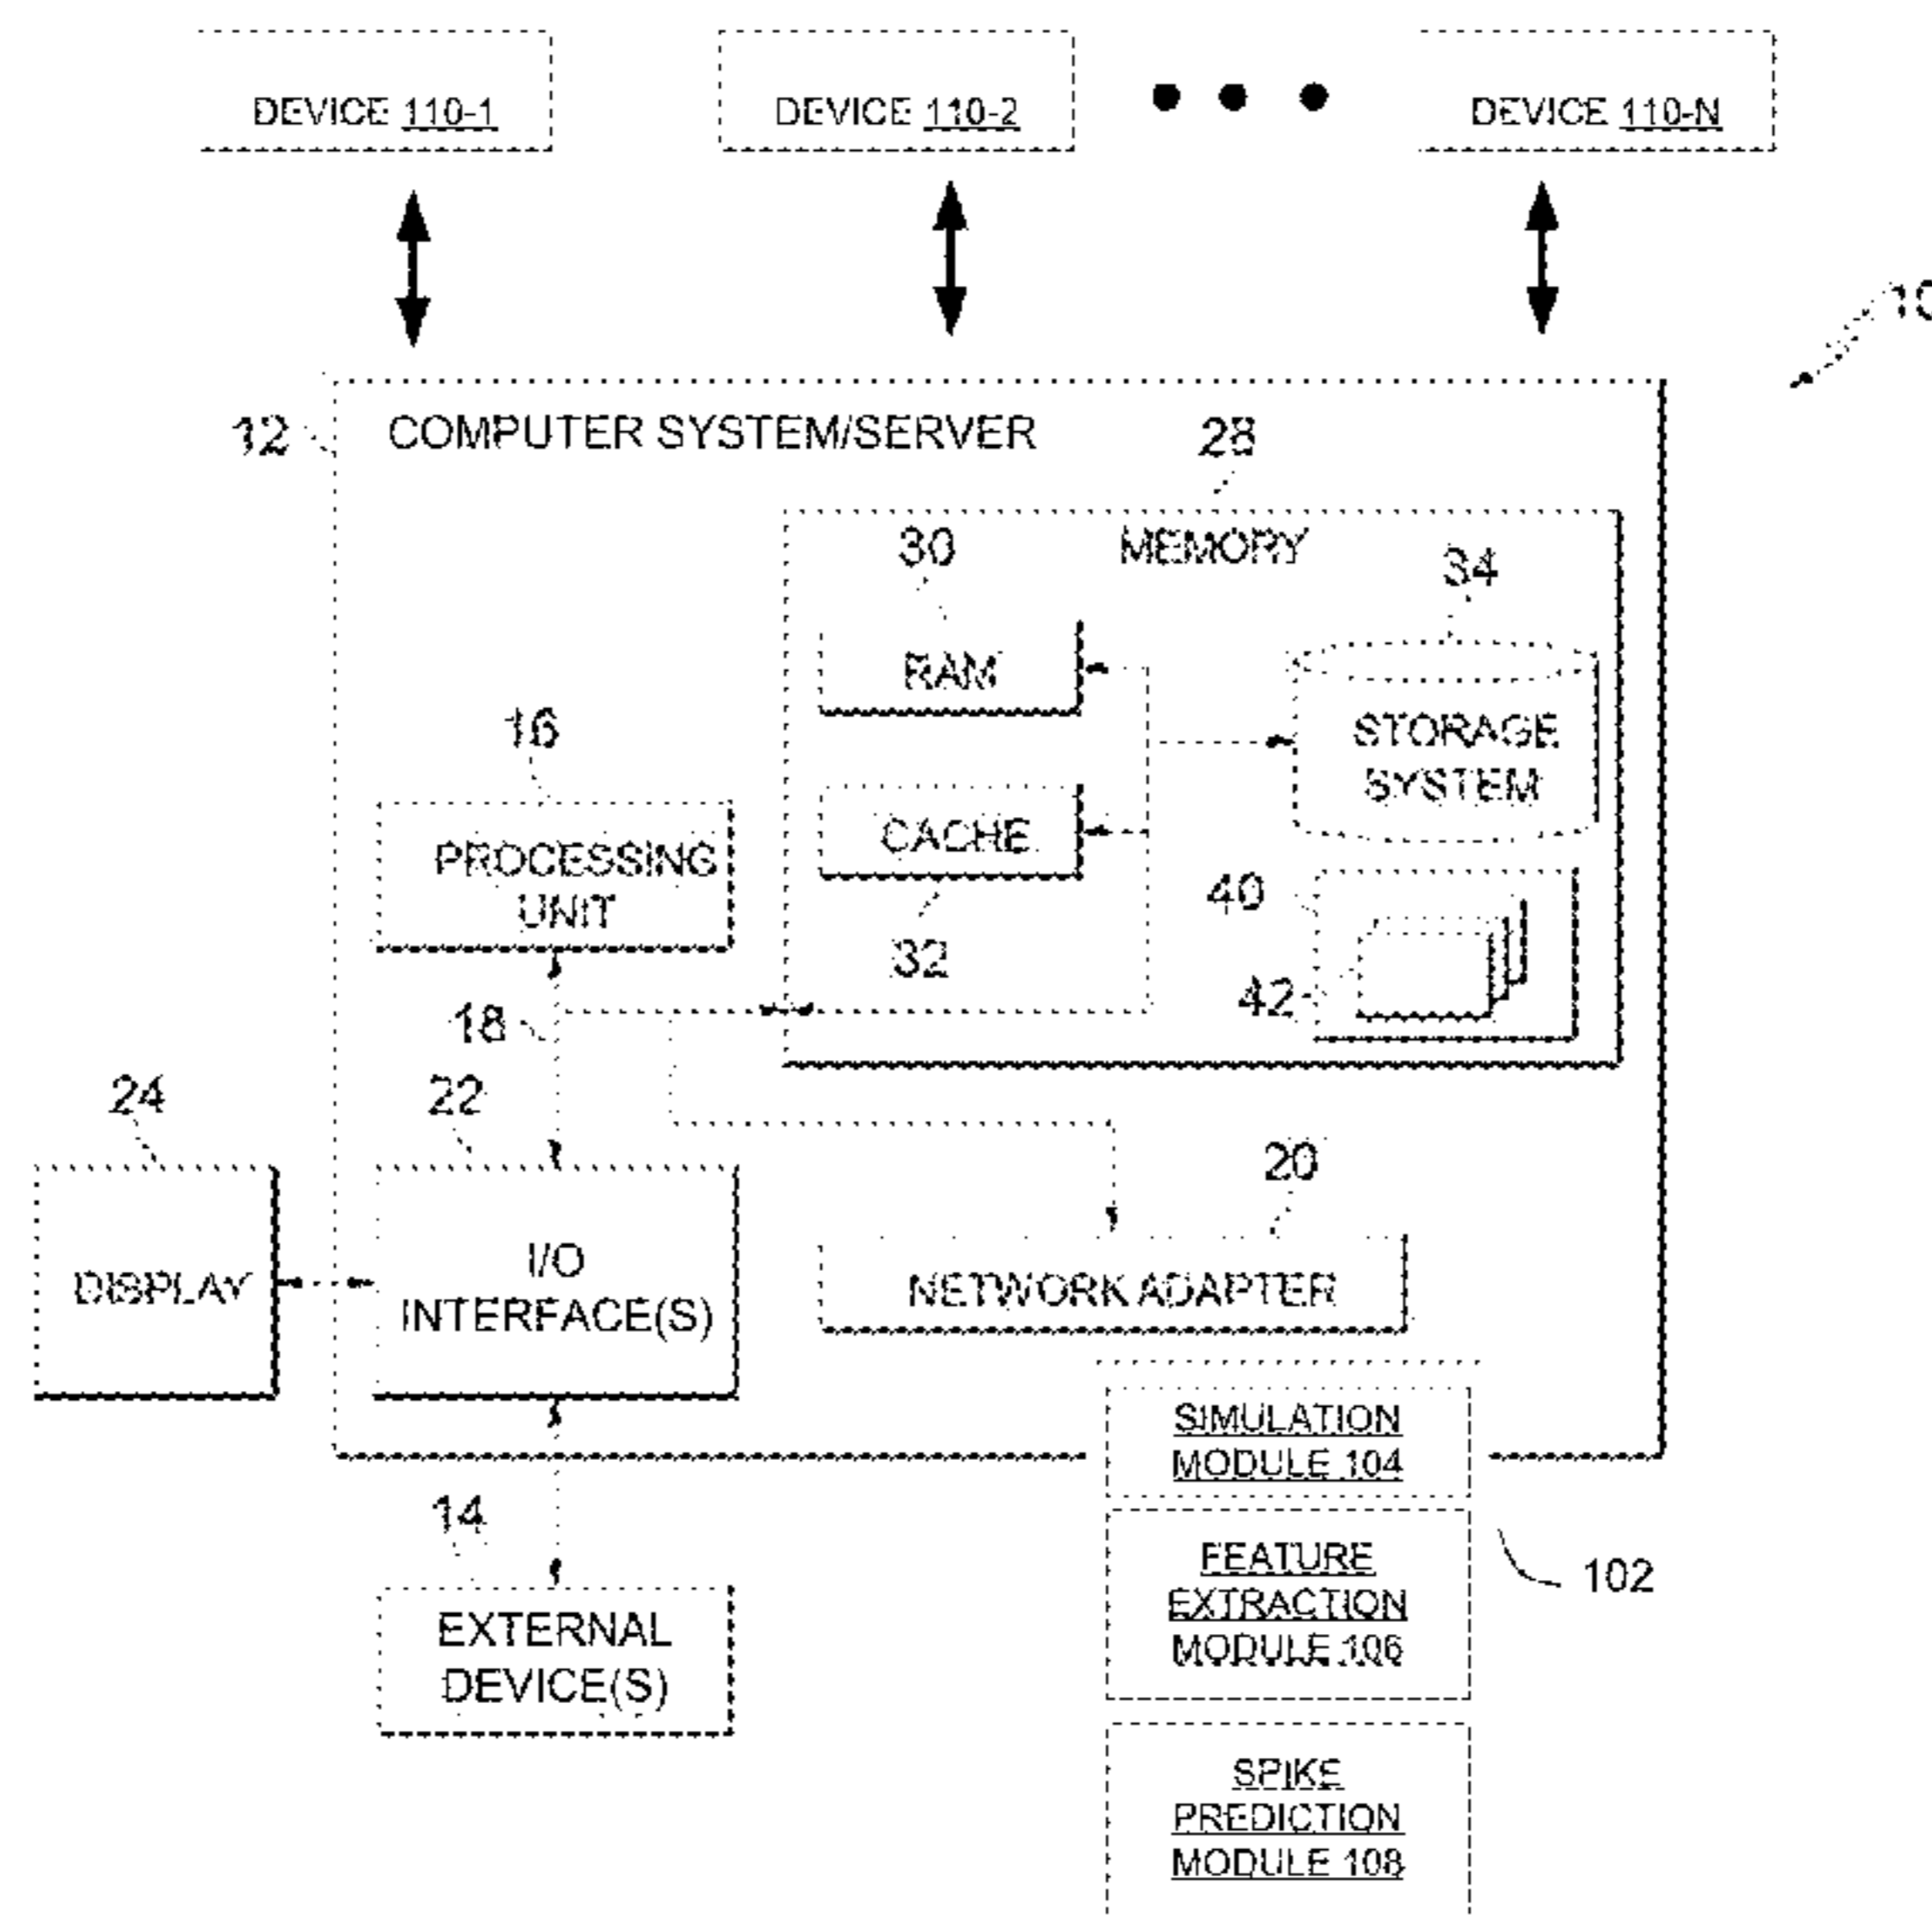 DEVICE 110-1
DEVICE 110-2
DEVICE 110-N
10
12
COMPUTER SYSTEM/SERVER
28
MEMORY
30
34
RAM
STORAGE
SYSTEM
16
PROCESSING
UNIT
CACHE
32
40
42
18
24
22
20
DISPLAY
I/O
INTERFACE(S)
NETWORK ADAPTER
SIMULATION
MODULE 104
14
FEATURE
EXTRACTION
MODULE 106
102
EXTERNAL
DEVICE(S)
SPIKE
PREDICTION
MODULE 108